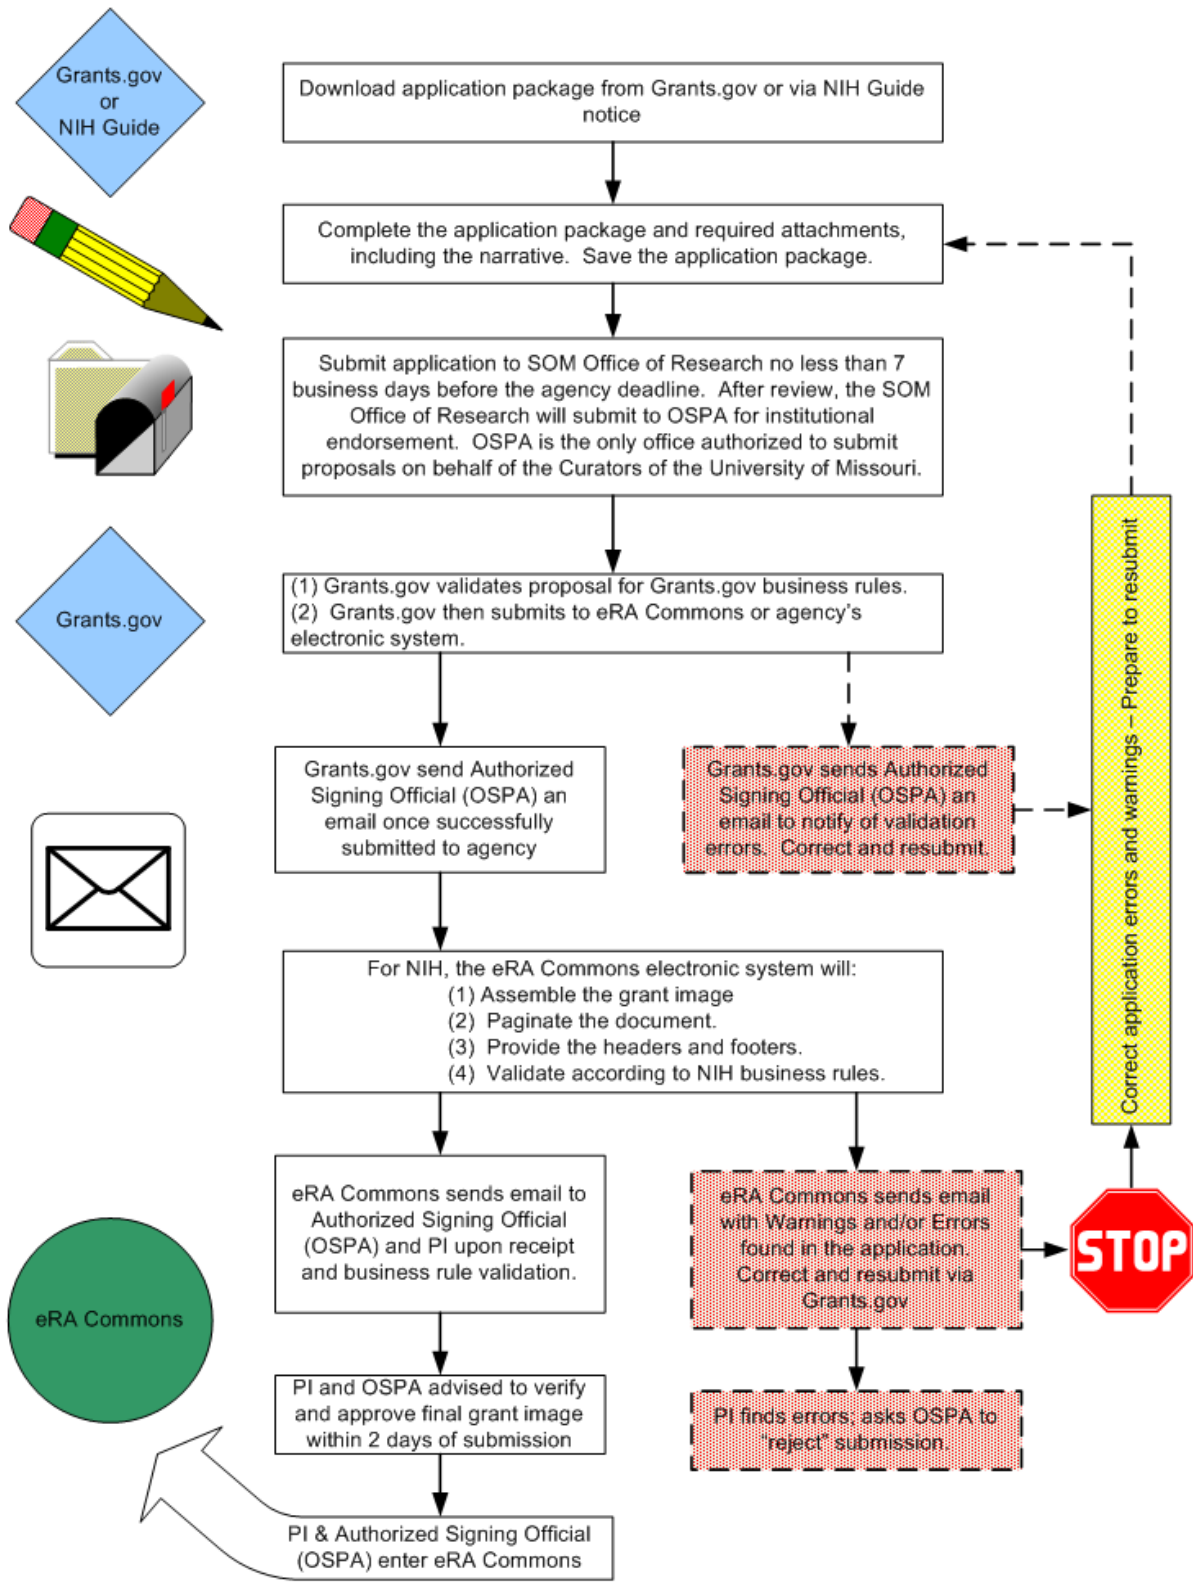 Grants.gov
or
NIH Guide
Download application package from Grants.gov or via NIH Guide
notice
Complete the application package and required attachments,
including the narrative.  Save the application package.
Submit application to SOM Office of Research no less than 7
business days before the agency deadline.  After review, the SOM
Office of Research will submit to OSPA for institutional
endorsement.  OSPA is the only office authorized to submit
proposals on behalf of the Curators of the University of Missouri.
Grants.gov
(1) Grants.gov validates proposal for Grants.gov business rules.
(2)  Grants.gov then submits to eRA Commons or agency's
electronic system.
Grants.gov send Authorized
Signing Official (OSPA) an
email once successfully
submitted to agency
Grants.gov sends Authorized
Signing Official (OSPA) an
email to notify of validation
errors.  Correct and resubmit.
Correct application errors and warnings – Prepare to resubmit
For NIH, the eRA Commons electronic system will:
(1) Assemble the grant image
(2)  Paginate the document.
(3)  Provide the headers and footers.
(4)  Validate according to NIH business rules.
eRA Commons sends email to
Authorized Signing Official
(OSPA) and PI upon receipt
and business rule validation.
eRA Commons sends email
with Warnings and/or Errors
found in the application.
Correct and resubmit via
Grants.gov
STOP
eRA Commons
PI and OSPA advised to verify
and approve final grant image
within 2 days of submission
PI finds errors; asks OSPA to
"reject" submission.
PI & Authorized Signing Official
(OSPA) enter eRA Commons